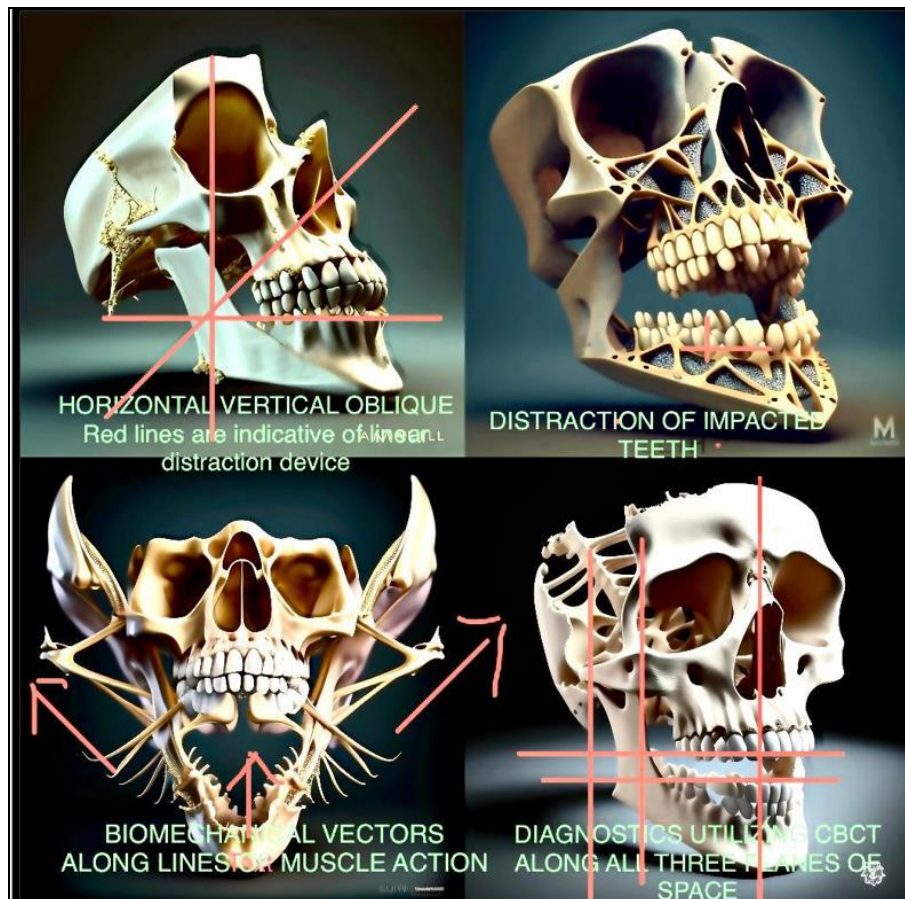 HORIZONTAL VERTICAL OBLIQUE
Red lines are indicative of linear
distraction device
DISTRACTION OF IMPACTED
TEETH
M
BIOMECHANICAL VECTORS
ALONG LINES OR MUSCLE ACTION
DIAGNOSTICS UTILIZING CBCT
ALONG ALL THREE PLANES OF
SPACE